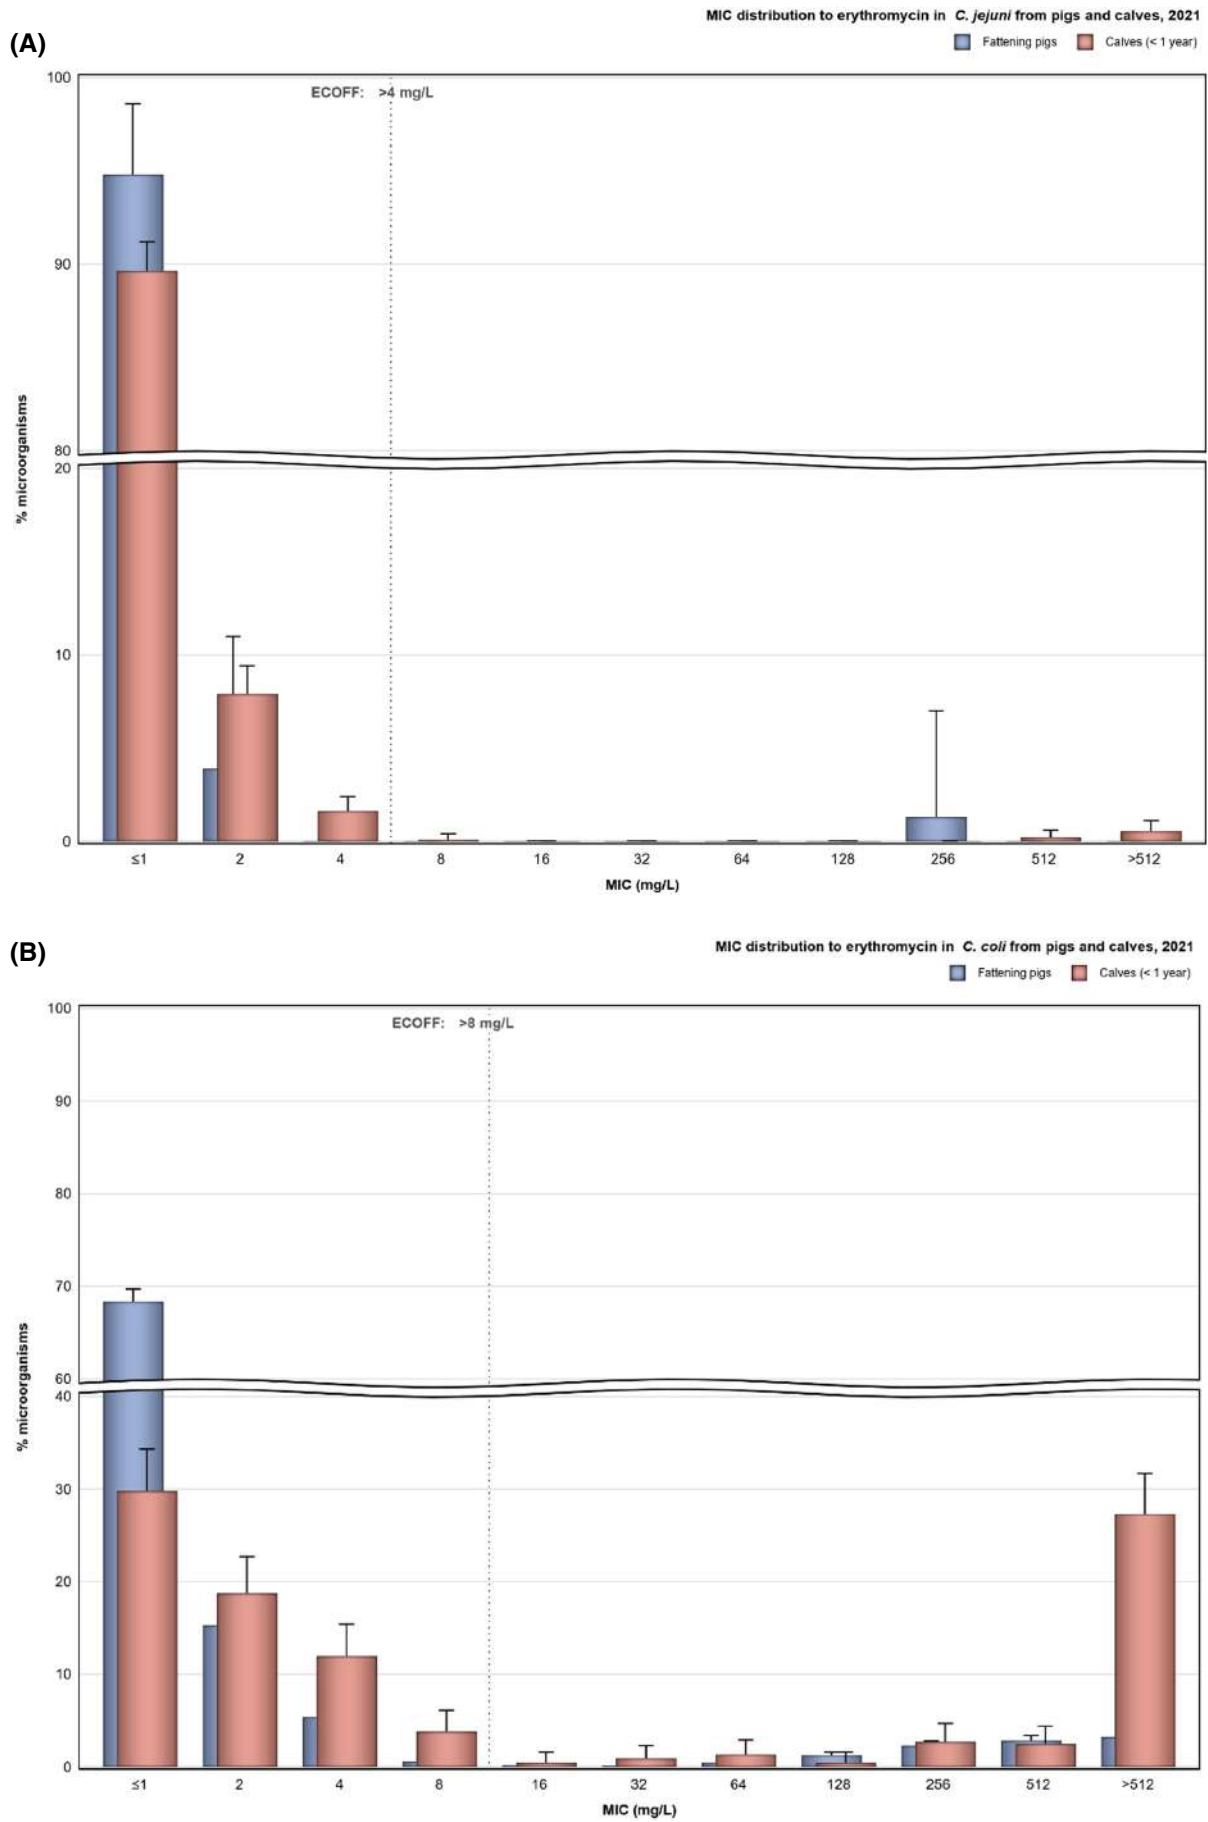 MIC distribution to erythromycin in C. jejuni from pigs and calves, 2021
(A)
Fattening pigs
Calves (< 1 year)
100
ECOFF: >4 mg/L
90
80
20
10
0
% microorganisms
≤1 2 4 8 16 32 64 128 256 512 >512
MIC (mg/L)
(B)
MIC distribution to erythromycin in C. coli from pigs and calves, 2021
Fattening pigs
Calves (< 1 year)
100
ECOFF: >8 mg/L
90
80
70
60
40
30
20
10
0
% microorganisms
≤1 2 4 8 16 32 64 128 256 512 >512
MIC (mg/L)